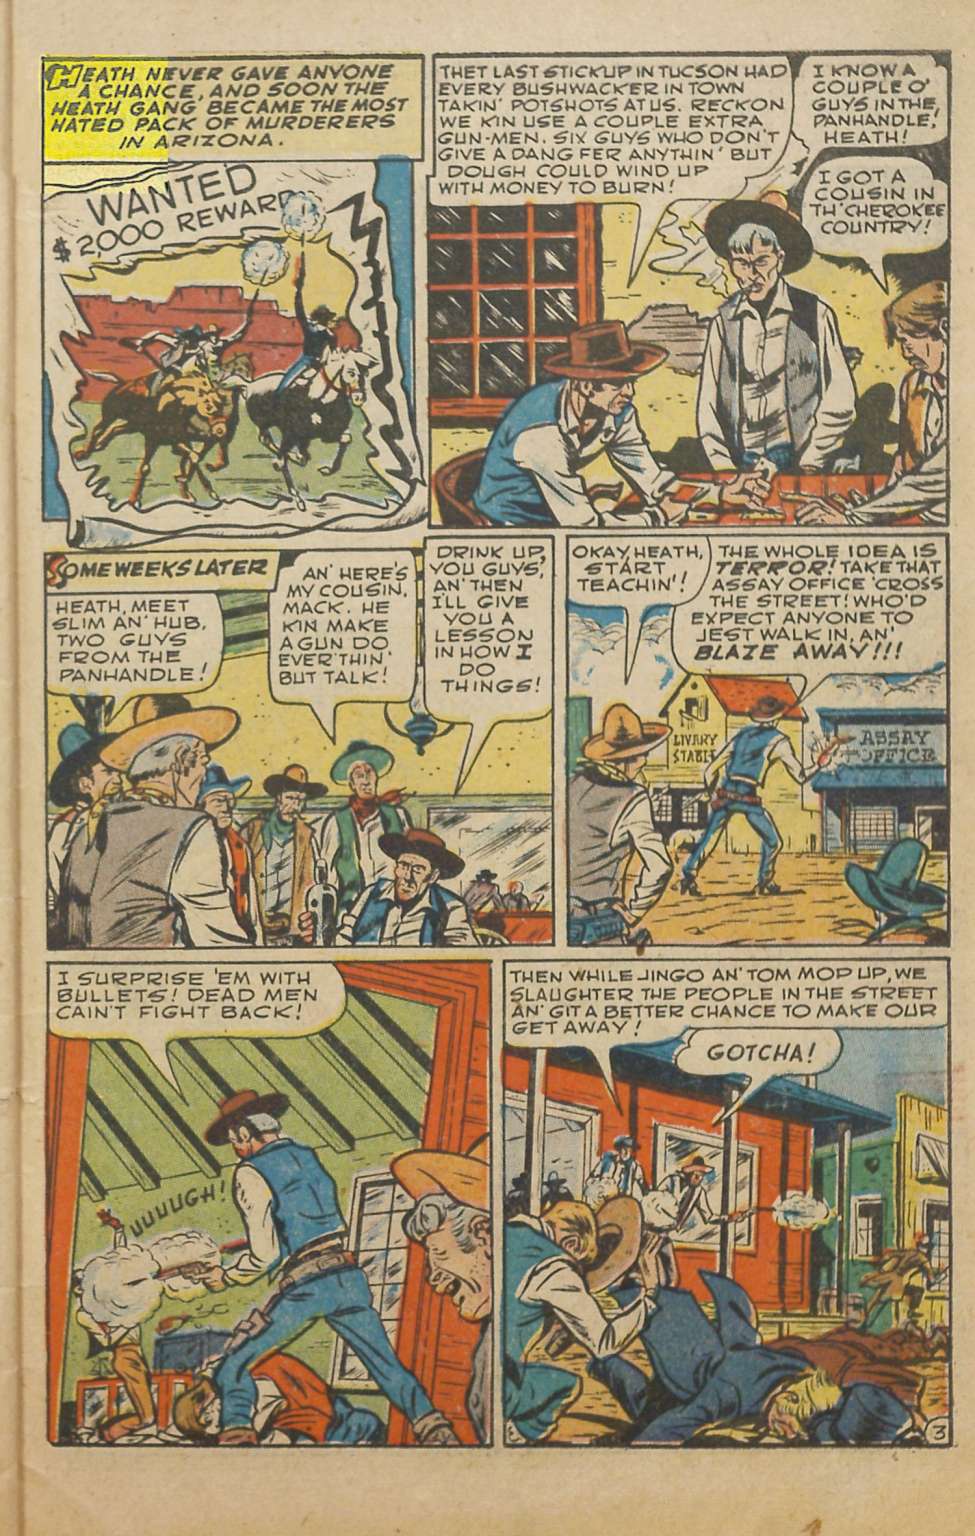 HEATH NEVER GAVE ANYONE
A CHANCE, AND SOON THE
HEATH GANG BECAME THE MOST
HATED PACK OF MURDERERS
IN ARIZONA.
WANTED
$2,000 REWARD
THET LAST STICKUP IN TUCSON HAD
EVERY BUSHWACKER IN TOWN
TAKIN' POTSHOTS AT US. RECKON
WE KIN USE A COUPLE EXTRA
GUN-MEN. SIX GUYS WHO DON'T
GIVE A DANG FER ANYTHIN' BUT
DOUGH COULD WIND UP
WITH MONEY TO BURN!
I KNOW A
COUPLE O'
GUYS IN THE
PANHANDLE,
HEATH!
I GOT A
COUSIN IN
TH' CHEROKEE
COUNTRY!
SOME WEEKS LATER
HEATH, MEET
SLIM AN' HUB,
TWO GUYS
FROM THE
PANHANDLE!
AN' HERE'S
MY COUSIN,
MACK. HE
KIN MAKE
A GUN DO
EVER'THIN'
BUT TALK!
DRINK UP,
YOU GUYS,
AN' THEN
I'LL GIVE
YOU A
LESSON
IN HOW I
DO
THINGS!
OKAY, HEATH,
START
TEACHIN'!
THE WHOLE IDEA IS
TERROR! TAKE THAT
ASSAY OFFICE 'CROSS
THE STREET! WHO'D
EXPECT ANYONE TO
JEST WALK IN, AN'
BLAZE AWAY!!!
LIVARY
STABLE
ASSAY
OFFICE
I SURPRISE 'EM WITH
BULLETS! DEAD MEN
CAIN'T FIGHT BACK!
UUUUGH!
THEN WHILE JINGO AN' TOM MOP UP, WE
SLAUGHTER THE PEOPLE IN THE STREET
AN' GIT A BETTER CHANCE TO MAKE OUR
GET AWAY!
GOTCHA!
3